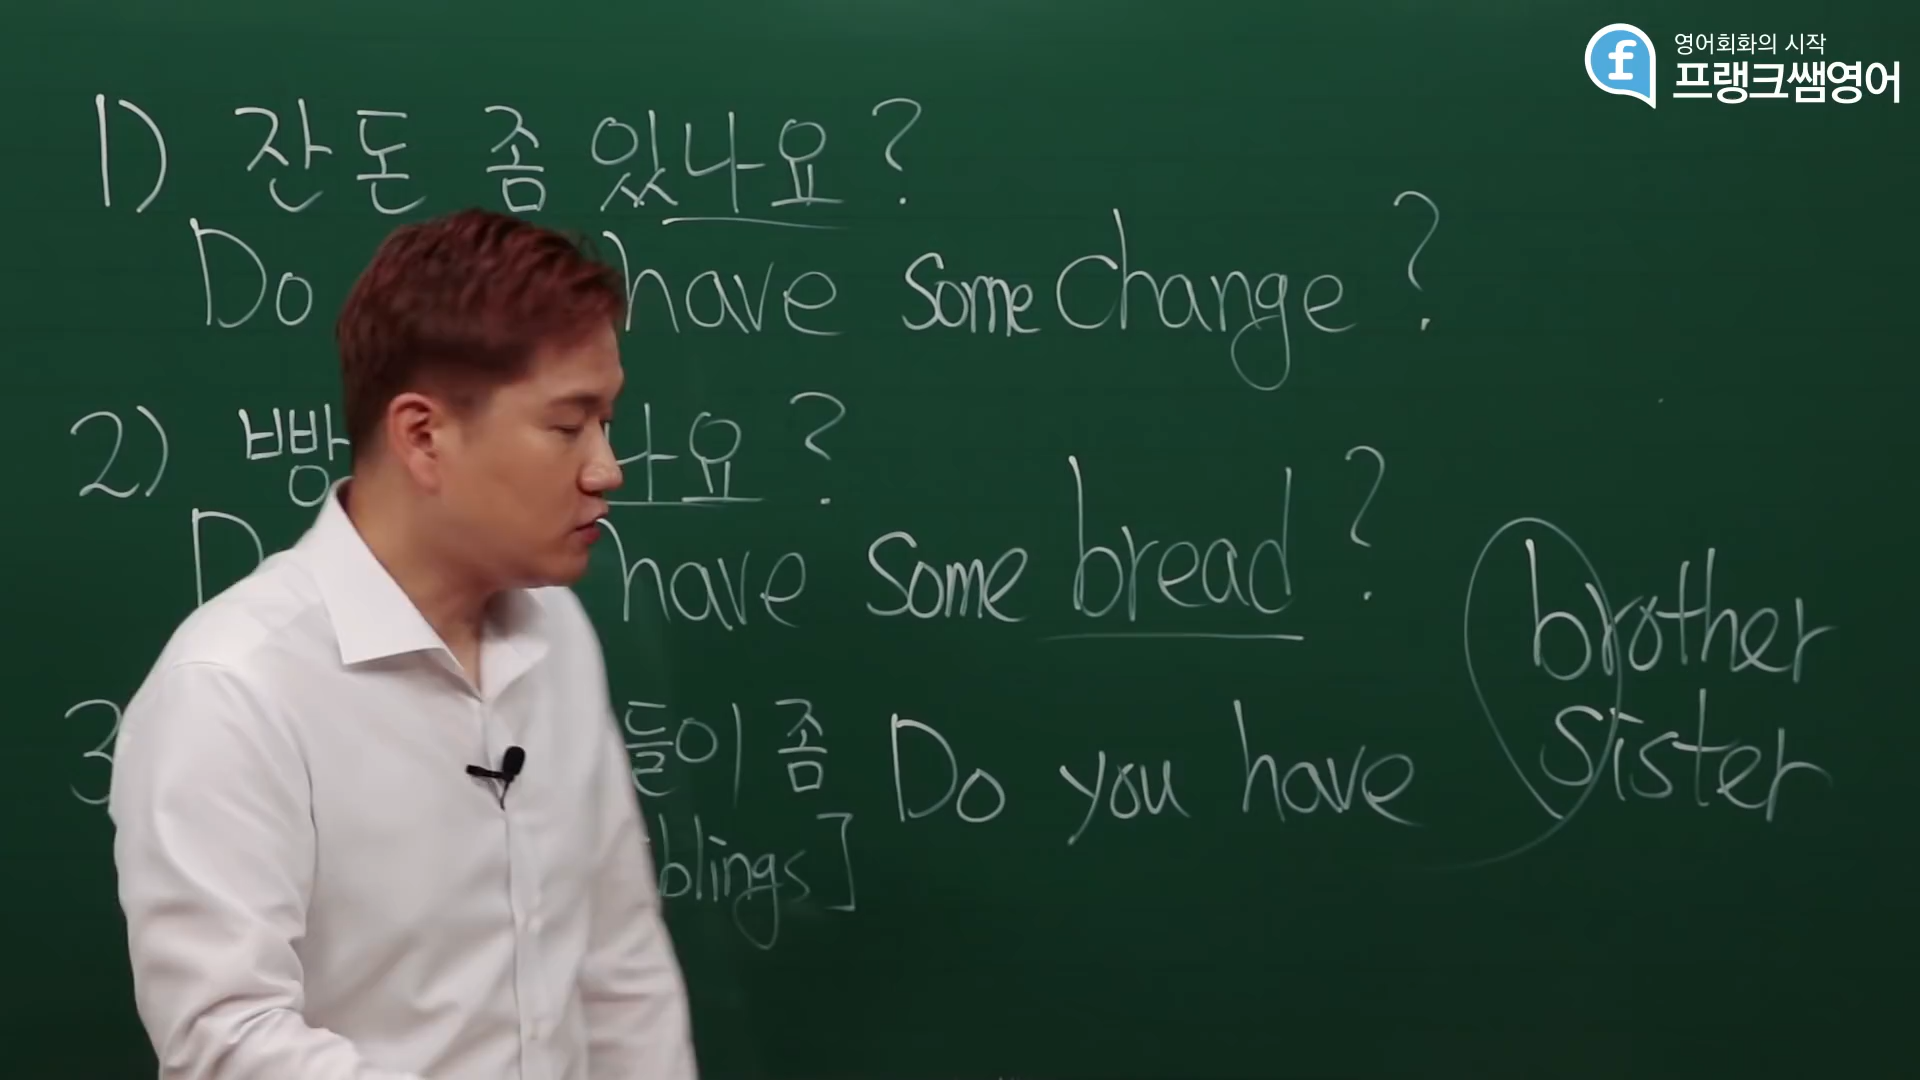 영어회화의 시작
프랭크쌤영어
1) 잔돈 좀 있나요?
Do have some change?
2) 빵 나요?
have some bread?
brother
sister
3 들이 좀 Do you have
blings]